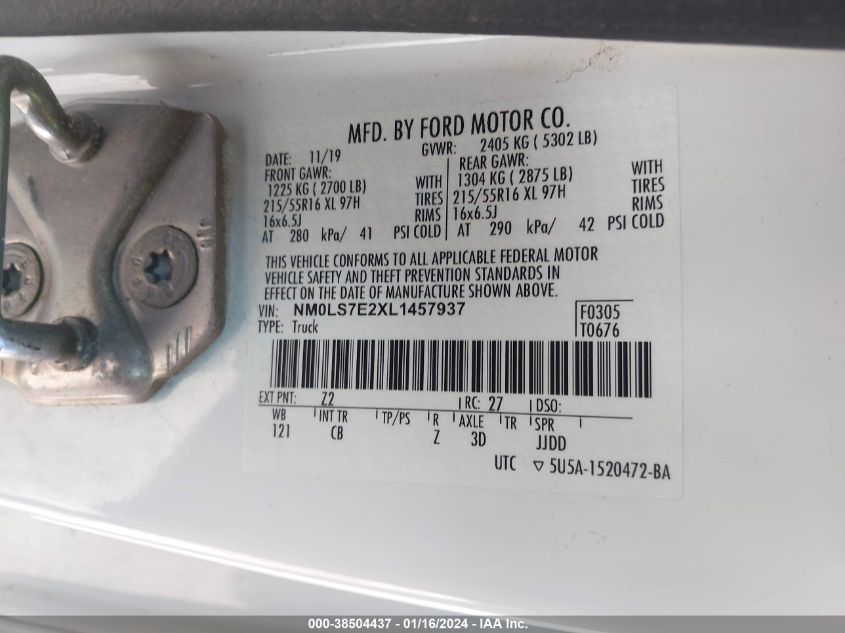 MFD. BY FORD MOTOR CO.
DATE: 11/19 GVWR: 2405 KG ( 5302 LB)
FRONT GAWR: REAR GAWR:
1225 KG ( 2700 LB) WITH 1304 KG ( 2875 LB) WITH
215/55R16 XL 97H TIRES 215/55R16 XL 97H TIRES
16x6.5J RIMS 16x6.5J RIMS
AT 280 kPa/ 41 PSI COLD AT 290 kPa/ 42 PSI COLD
THIS VEHICLE CONFORMS TO ALL APPLICABLE FEDERAL MOTOR
VEHICLE SAFETY AND THEFT PREVENTION STANDARDS IN
EFFECT ON THE DATE OF MANUFACTURE SHOWN ABOVE.
VIN: NM0LS7E2XL1457937 F0305
TYPE: Truck T0676
EXT PNT: Z2 RC: 27 DSO:
WB INT TR TP/PS R AXLE TR SPR
121 CB Z 3D JJDD
UTC ▽ 5U5A-1520472-BA
000-38504437 - 01/16/2024 - IAA Inc.